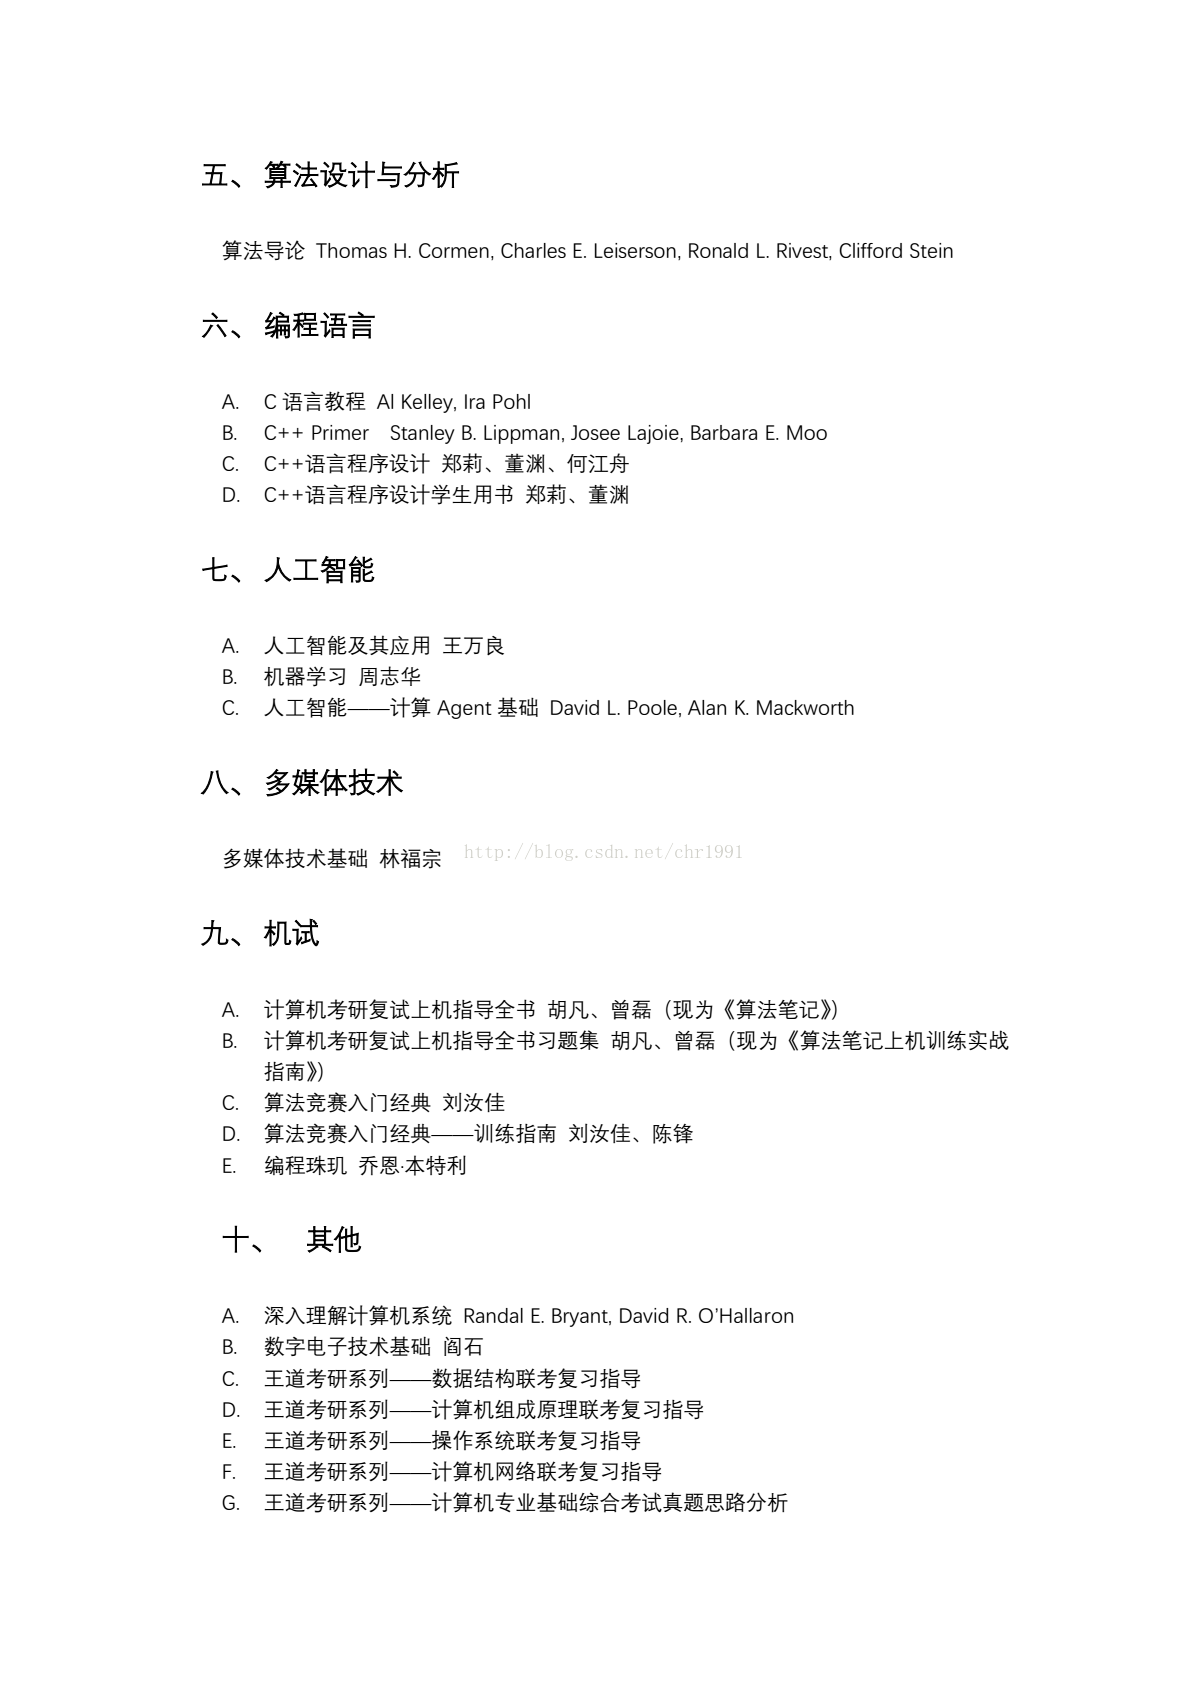 五、 算法设计与分析
算法导论 Thomas H. Cormen, Charles E. Leiserson, Ronald L. Rivest, Clifford Stein
六、 编程语言
A. C 语言教程 Al Kelley, Ira Pohl
B. C++ Primer Stanley B. Lippman, Josee Lajoie, Barbara E. Moo
C. C++语言程序设计 郑莉、董渊、何江舟
D. C++语言程序设计学生用书 郑莉、董渊
七、 人工智能
A. 人工智能及其应用 王万良
B. 机器学习 周志华
C. 人工智能——计算 Agent 基础 David L. Poole, Alan K. Mackworth
八、 多媒体技术
多媒体技术基础 林福宗
http://blog.csdn.net/chr1991
九、 机试
A. 计算机考研复试上机指导全书 胡凡、曾磊（现为《算法笔记》）
B. 计算机考研复试上机指导全书习题集 胡凡、曾磊（现为《算法笔记上机训练实战
指南》）
C. 算法竞赛入门经典 刘汝佳
D. 算法竞赛入门经典——训练指南 刘汝佳、陈锋
E. 编程珠玑 乔恩·本特利
十、 其他
A. 深入理解计算机系统 Randal E. Bryant, David R. O’Hallaron
B. 数字电子技术基础 阎石
C. 王道考研系列——数据结构联考复习指导
D. 王道考研系列——计算机组成原理联考复习指导
E. 王道考研系列——操作系统联考复习指导
F. 王道考研系列——计算机网络联考复习指导
G. 王道考研系列——计算机专业基础综合考试真题思路分析